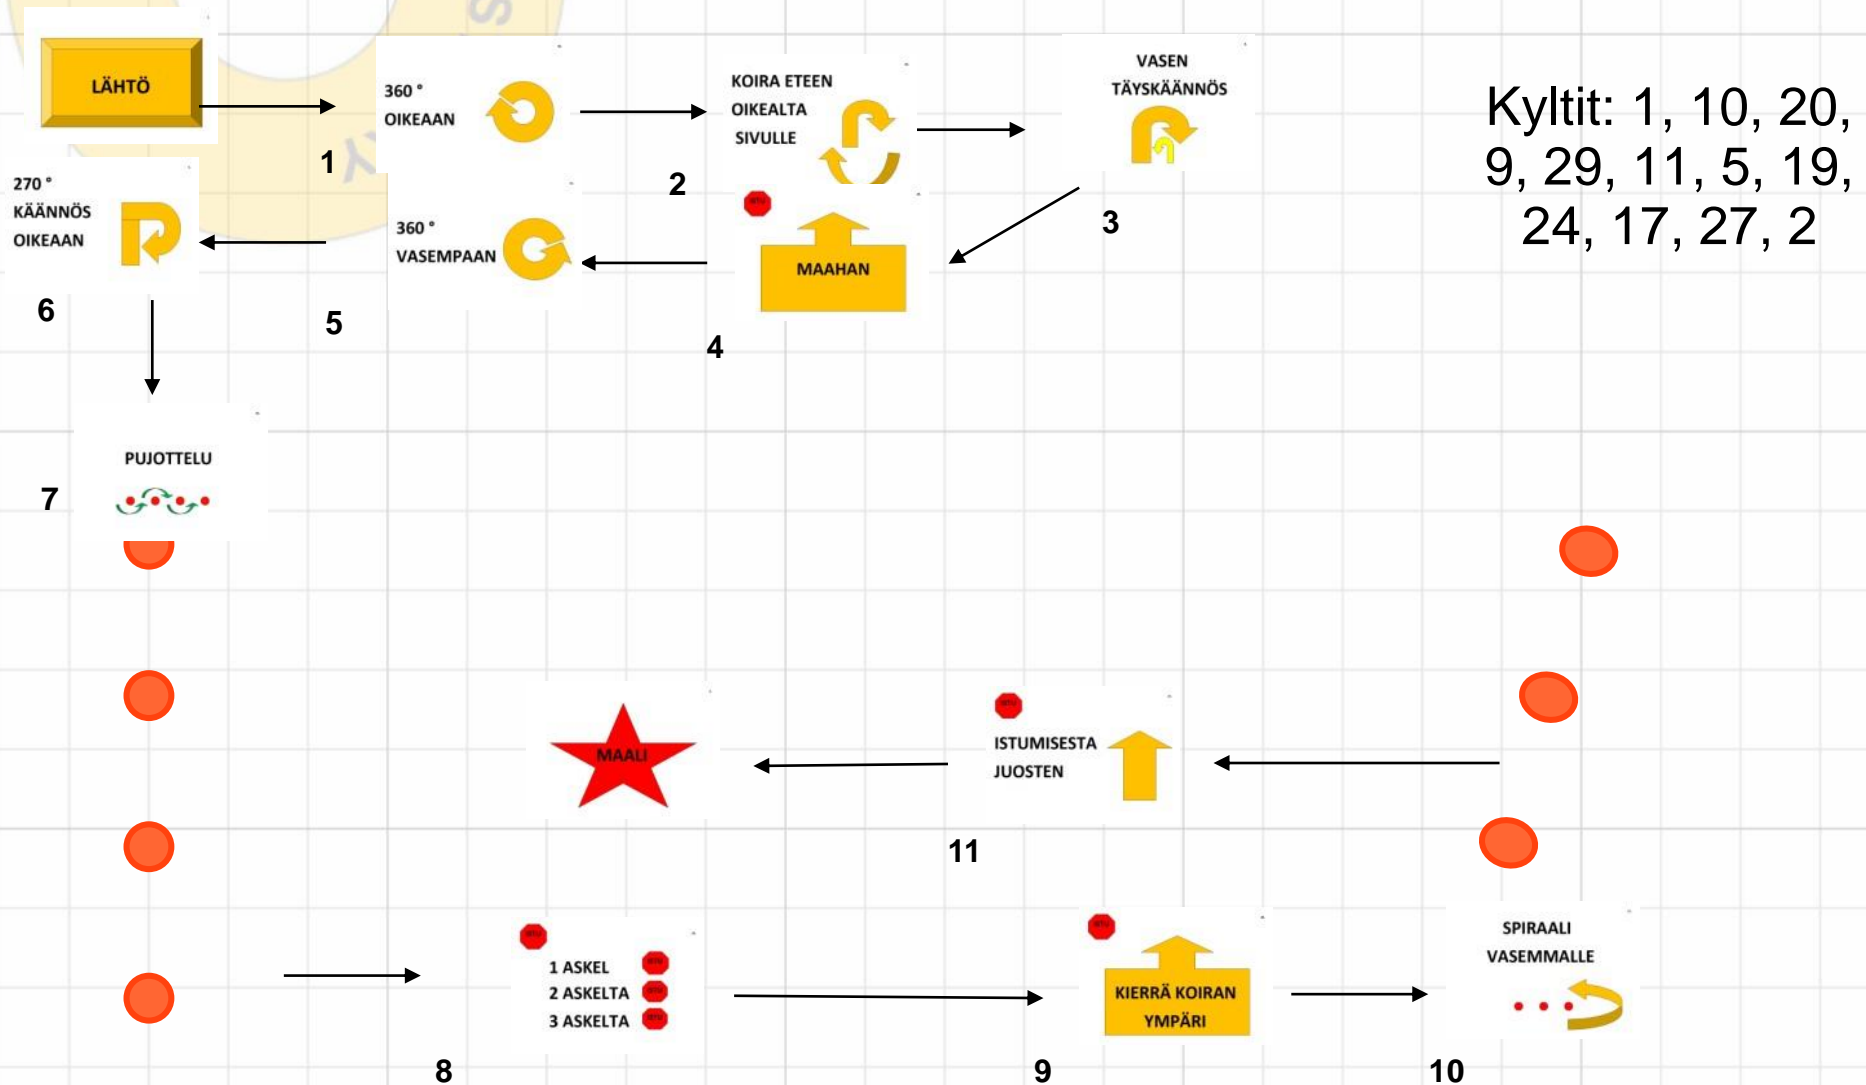 LÄHTÖ
360 °
OIKEAAN
1
KOIRA ETEEN
OIKEALTA
SIVULLE
2
VASEN
TÄYSKÄÄNNÖS
3
Kyltit: 1, 10, 20,
9, 29, 11, 5, 19,
24, 17, 27, 2
MAAHAN
4
360 °
VASEMPAAN
5
270 °
KÄÄNNÖS
OIKEAAN
6
PUJOTTELU
7
1 ASKEL
2 ASKELTA
3 ASKELTA
8
KIERRÄ KOIRAN
YMPÄRI
9
SPIRAALI
VASEMMALLE
10
ISTUMISESTA
JUOSTEN
11
MAALI